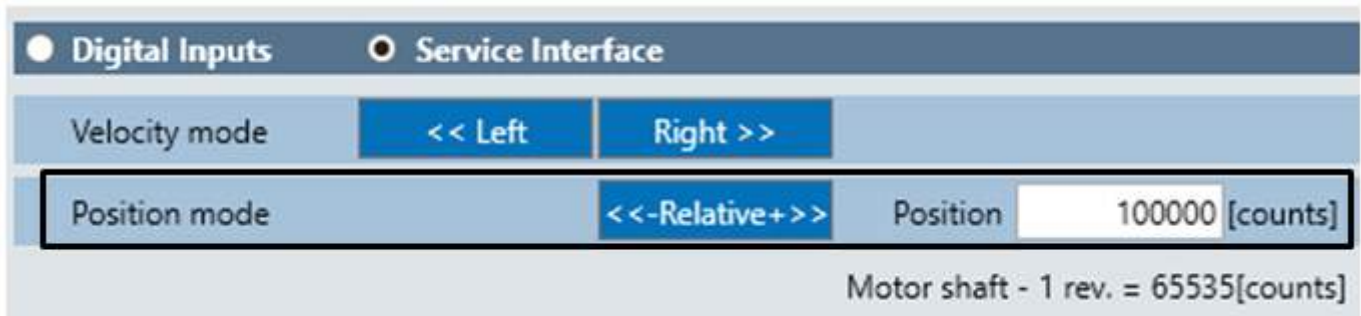 Digital Inputs Service Interface
Velocity mode << Left Right >>
Position mode <<-Relative+>> Position 100000 [counts]
Motor shaft - 1 rev. = 65535[counts]